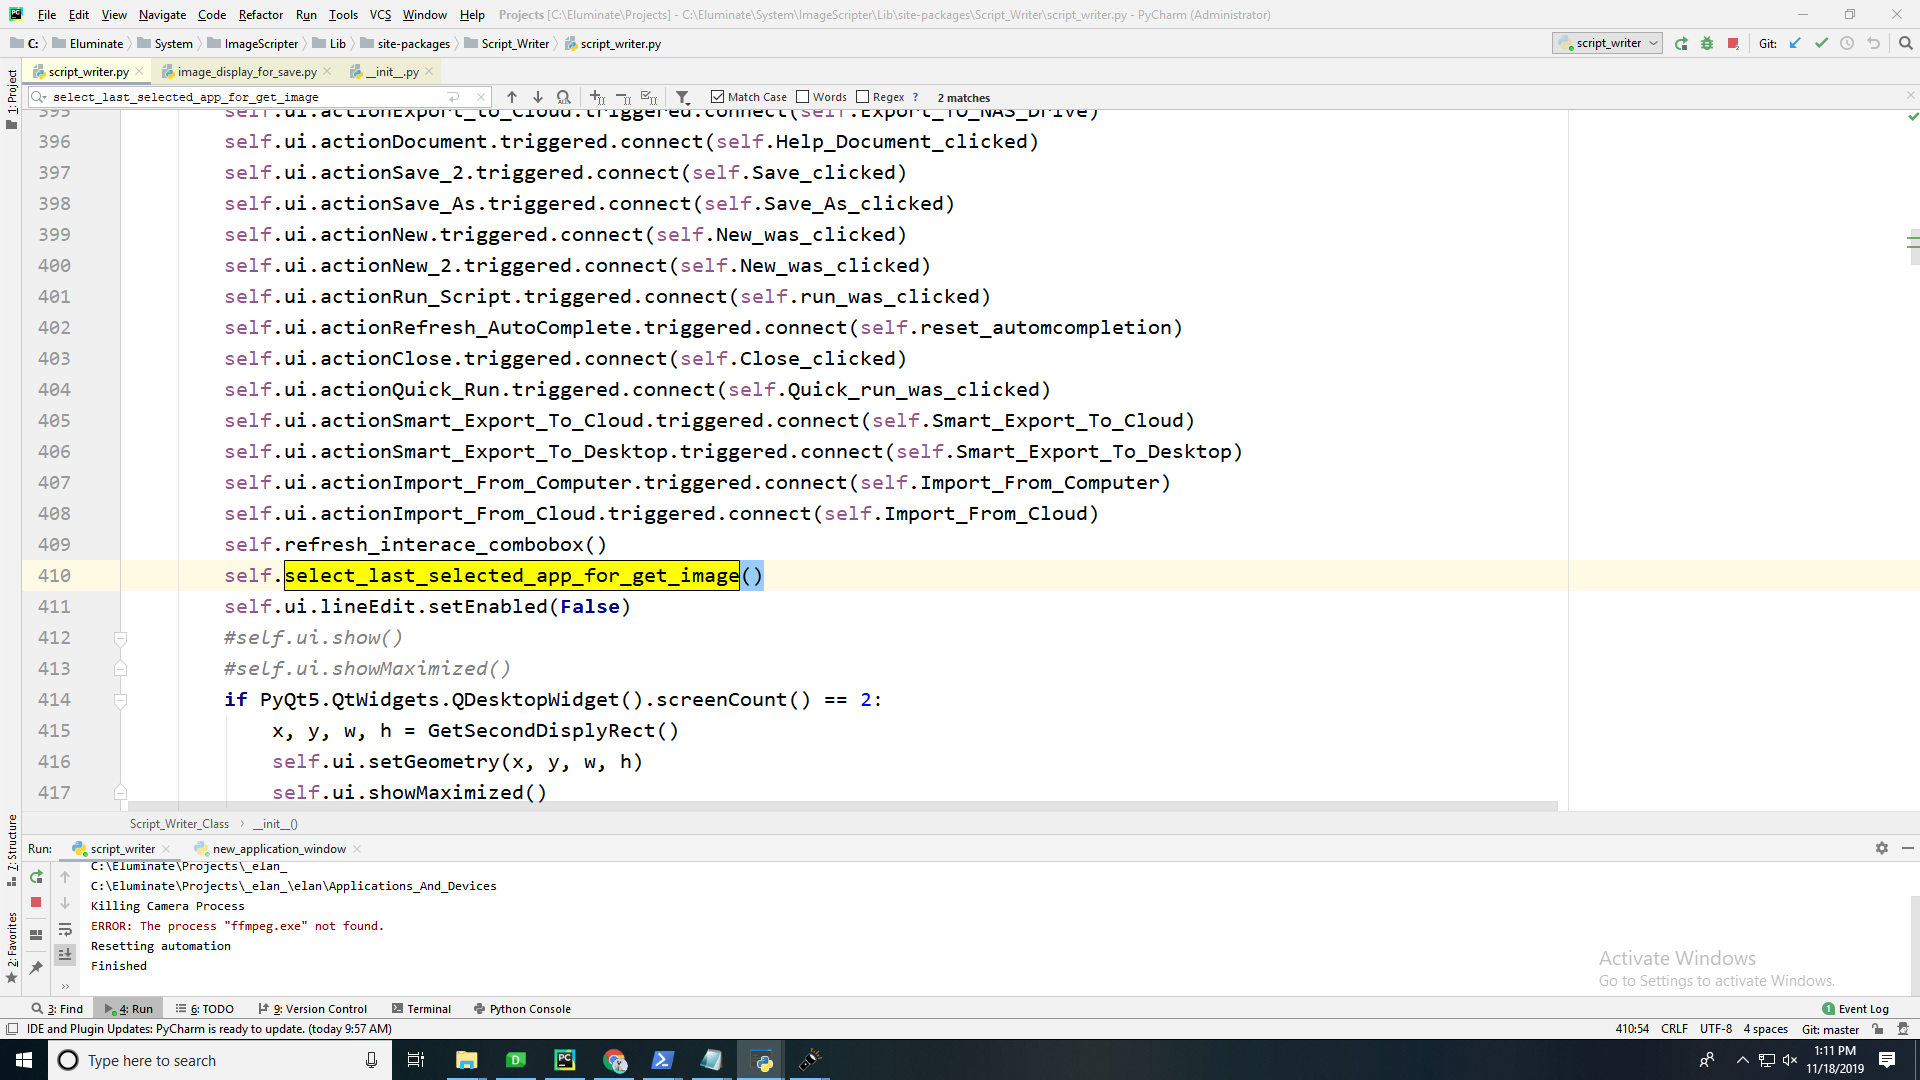 File Edit View Navigate Code Refactor Run Tools VCS Window Help Projects [C:\Eluminate\Projects] - C:\Eluminate\System\ImageScripter\Lib\site-packages\Script_Writer\script_writer.py - PyCharm (Administrator)
C: Eluminate System ImageScripter Lib site-packages Script_Writer script_writer.py script_writer Git:
script_writer.py image_display_for_save.py __init__.py
select_last_selected_app_for_get_image Match Case Words Regex ? 2 matches
395 self.ui.actionExport_to_Cloud.triggered.connect(self.Export_TO_NAS_Drive)
396 self.ui.actionDocument.triggered.connect(self.Help_Document_clicked)
397 self.ui.actionSave_2.triggered.connect(self.Save_clicked)
398 self.ui.actionSave_As.triggered.connect(self.Save_As_clicked)
399 self.ui.actionNew.triggered.connect(self.New_was_clicked)
400 self.ui.actionNew_2.triggered.connect(self.New_was_clicked)
401 self.ui.actionRun_Script.triggered.connect(self.run_was_clicked)
402 self.ui.actionRefresh_AutoComplete.triggered.connect(self.reset_automcompletion)
403 self.ui.actionClose.triggered.connect(self.Close_clicked)
404 self.ui.actionQuick_Run.triggered.connect(self.Quick_run_was_clicked)
405 self.ui.actionSmart_Export_To_Cloud.triggered.connect(self.Smart_Export_To_Cloud)
406 self.ui.actionSmart_Export_To_Desktop.triggered.connect(self.Smart_Export_To_Desktop)
407 self.ui.actionImport_From_Computer.triggered.connect(self.Import_From_Computer)
408 self.ui.actionImport_From_Cloud.triggered.connect(self.Import_From_Cloud)
409 self.refresh_interace_combobox()
410 self.select_last_selected_app_for_get_image()
411 self.ui.lineEdit.setEnabled(False)
412 #self.ui.show()
413 #self.ui.showMaximized()
414 if PyQt5.QtWidgets.QDesktopWidget().screenCount() == 2:
415 x, y, w, h = GetSecondDisplyRect()
416 self.ui.setGeometry(x, y, w, h)
417 self.ui.showMaximized()
Script_Writer_Class __init__()
1: Project
7: Structure
2: Favorites
Run: script_writer new_application_window
C:\Eluminate\Projects\_elan_
C:\Eluminate\Projects\_elan_\elan\Applications_And_Devices
Killing Camera Process
ERROR: The process "ffmpeg.exe" not found.
Resetting automation
Finished
Activate Windows
Go to Settings to activate Windows.
3: Find 4: Run 6: TODO 9: Version Control Terminal Python Console 1 Event Log
IDE and Plugin Updates: PyCharm is ready to update. (today 9:57 AM) 410:54 CRLF UTF-8 4 spaces Git: master
Type here to search
1:11 PM
11/18/2019